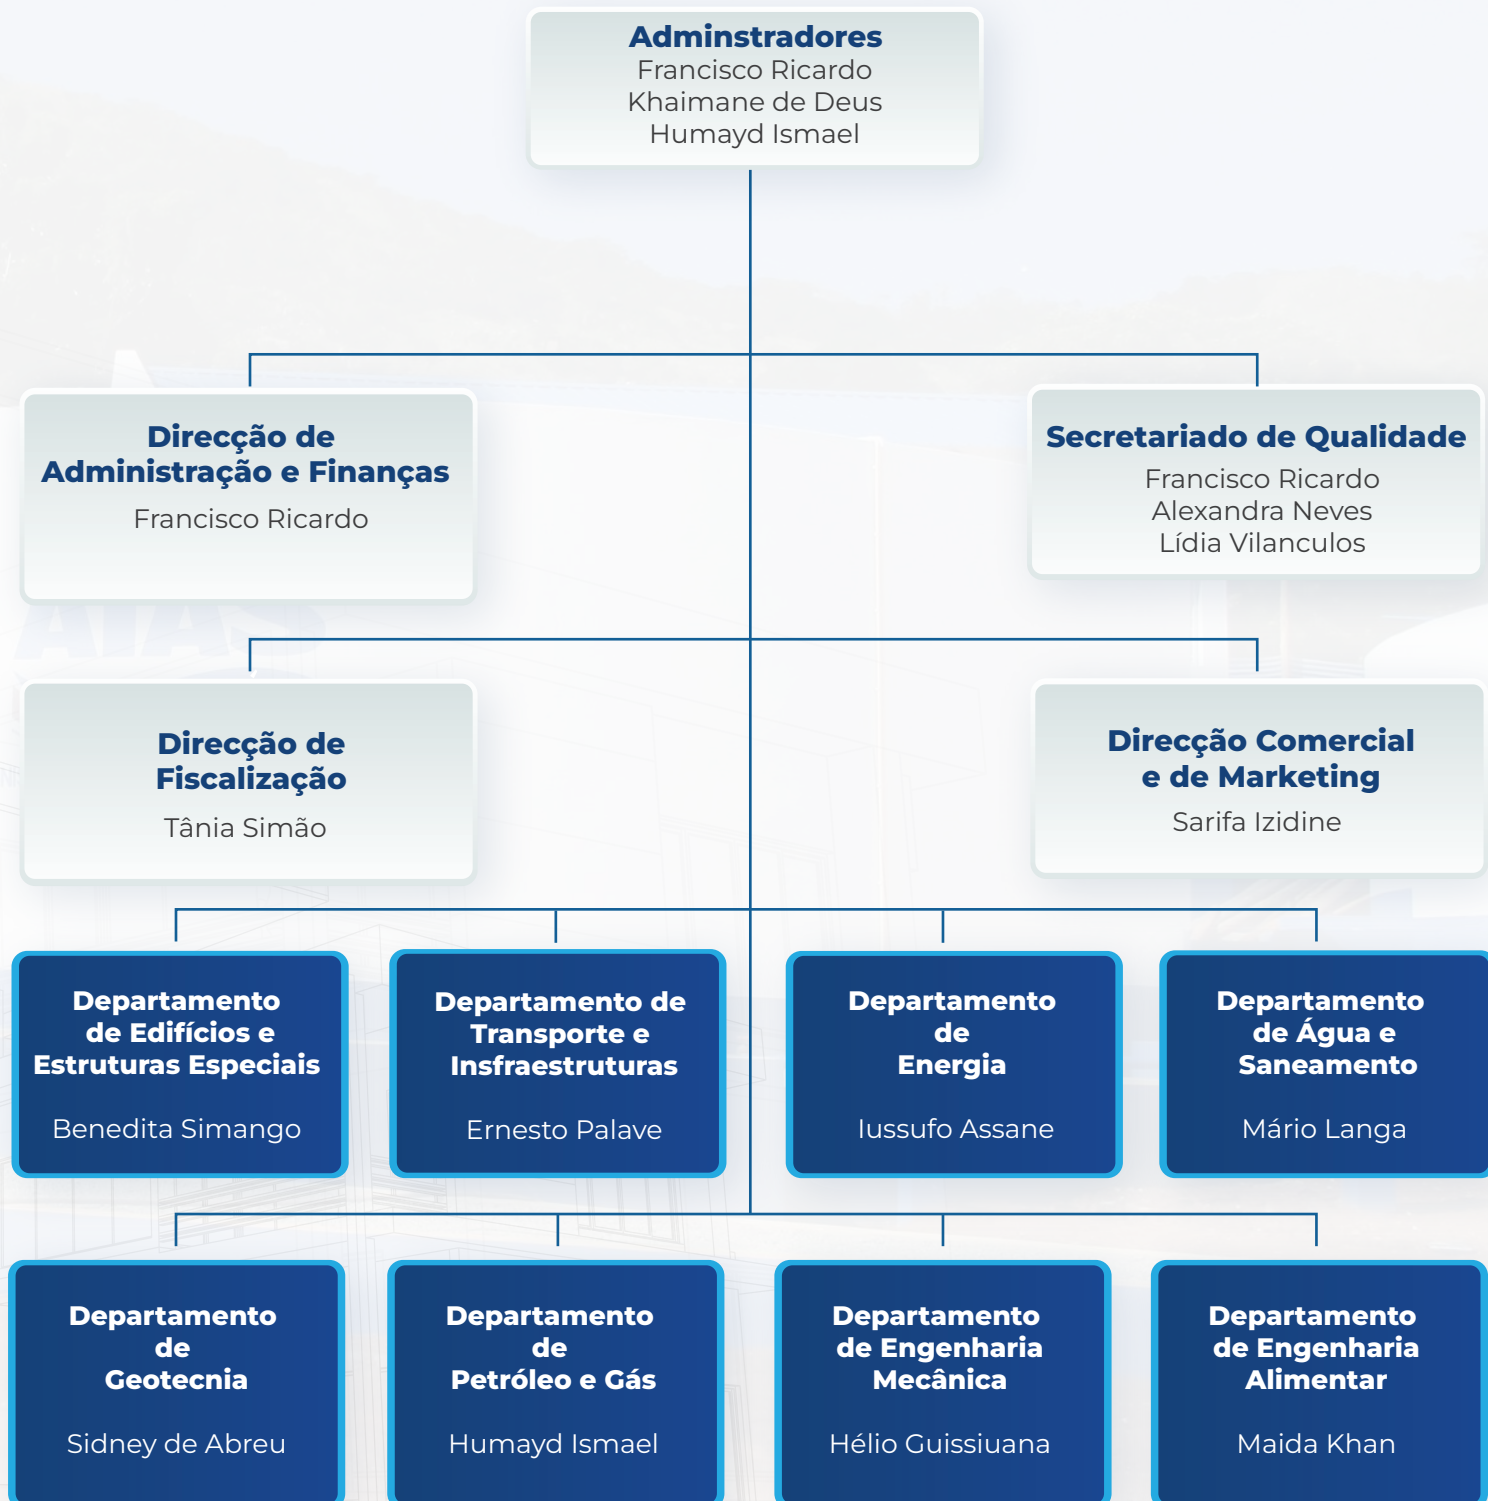 Adminstradores
Francisco Ricardo
Khaimane de Deus
Humayd Ismael
Direcção de
Administração e Finanças
Francisco Ricardo
Secretariado de Qualidade
Francisco Ricardo
Alexandra Neves
Lídia Vilanculos
AIAS
Direcção de
Fiscalização
Tânia Simão
Direcção Comercial
e de Marketing
Sarifa Izidine
Departamento
de Edifícios e
Estruturas Especiais
Benedita Simango
Departamento de
Transporte e
Insfraestruturas
Ernesto Palave
Departamento
de
Energia
Iussufo Assane
Departamento
de Água e
Saneamento
Mário Langa
Departamento
de
Geotecnia
Sidney de Abreu
Departamento
de
Petróleo e Gás
Humayd Ismael
Departamento
de Engenharia
Mecânica
Hélio Guissiuana
Departamento
de Engenharia
Alimentar
Maida Khan